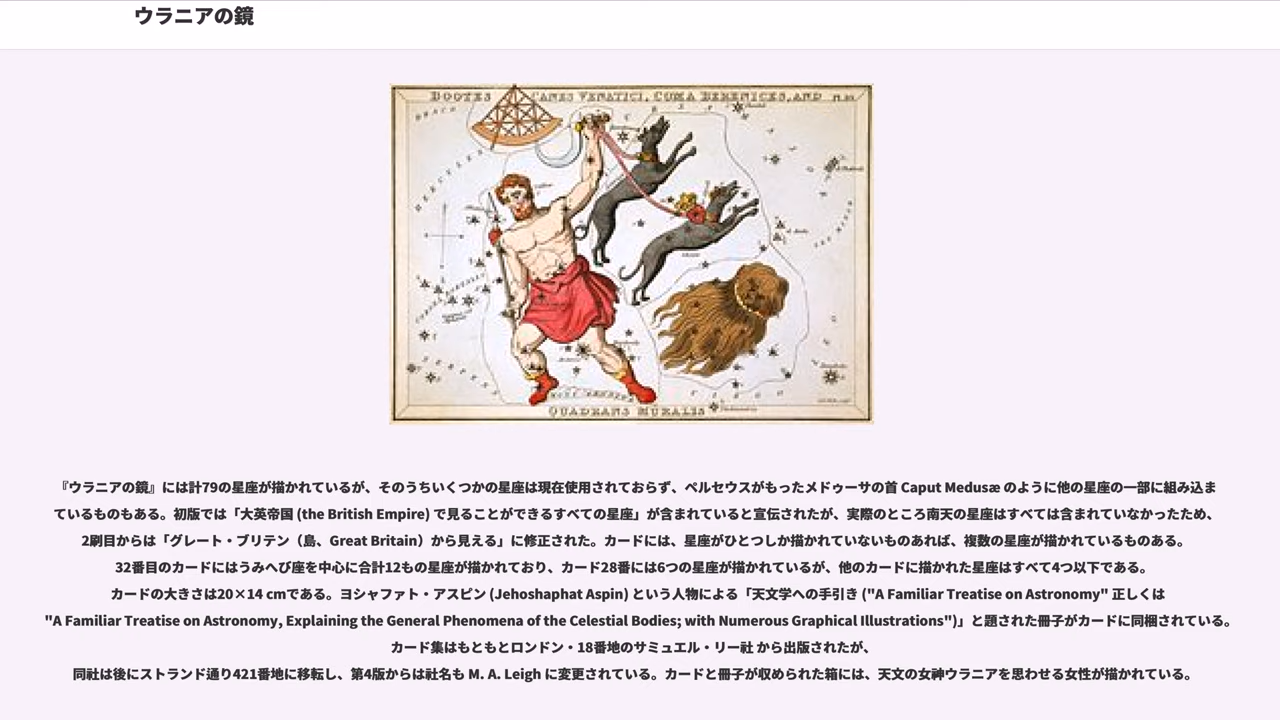 ウラニアの鏡
BOOTES CANES VENATICI, COMA BERENICES, AND
DRACO
HERCULES
SERPENS
MONS MÆNALUS
VIRGO
QUADRANS MURALIS
『ウラニアの鏡』には計79の星座が描かれているが、そのうちいくつかの星座は現在使用されておらず、ペルセウスがもったメドゥーサの首 Caput Medusæ のように他の星座の一部に組み込ま
ているものもある。初版では「大英帝国 (the British Empire) で見ることができるすべての星座」が含まれていると宣伝されたが、実際のところ南天の星座はすべては含まれていなかったため、
2刷目からは「グレート・ブリテン（島、Great Britain）から見える」に修正された。カードには、星座がひとつしか描かれていないものあれば、複数の星座が描かれているものある。
32番目のカードにはうみへび座を中心に合計12もの星座が描かれており、カード28番には6つの星座が描かれているが、他のカードに描かれた星座はすべて4つ以下である。
カードの大きさは20×14 cmである。ヨシャファト・アスピン (Jehoshaphat Aspin) という人物による「天文学への手引き ("A Familiar Treatise on Astronomy" 正しくは
"A Familiar Treatise on Astronomy, Explaining the General Phenomena of the Celestial Bodies; with Numerous Graphical Illustrations")」と題された冊子がカードに同梱されている。
カード集はもともとロンドン・18番地のサミュエル・リー社 から出版されたが、
同社は後にストランド通り421番地に移転し、第4版からは社名も M. A. Leigh に変更されている。カードと冊子が収められた箱には、天文の女神ウラニアを思わせる女性が描かれている。